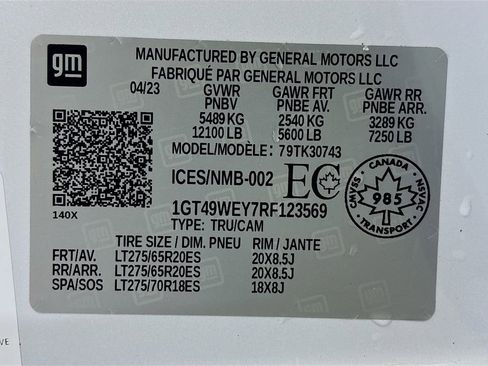 gm
MANUFACTURED BY GENERAL MOTORS LLC
FABRIQUÉ PAR GENERAL MOTORS LLC
04/23 GVWR GAWR FRT GAWR RR
PNBV PNBE AV. PNBE ARR.
5489 KG 2540 KG 3289 KG
12100 LB 5600 LB 7250 LB
MODEL/MODÈLE: 79TK30743
ICES/NMB-002 EC
140X
1GT49WEY7RF123569
TYPE: TRU/CAM
CANADA
NSVAC
985
TRANSPORT
CMVSS
TIRE SIZE / DIM. PNEU RIM / JANTE
FRT/AV. LT275/65R20ES 20X8.5J
RR/ARR. LT275/65R20ES 20X8.5J
SPA/SOS LT275/70R18ES 18X8J